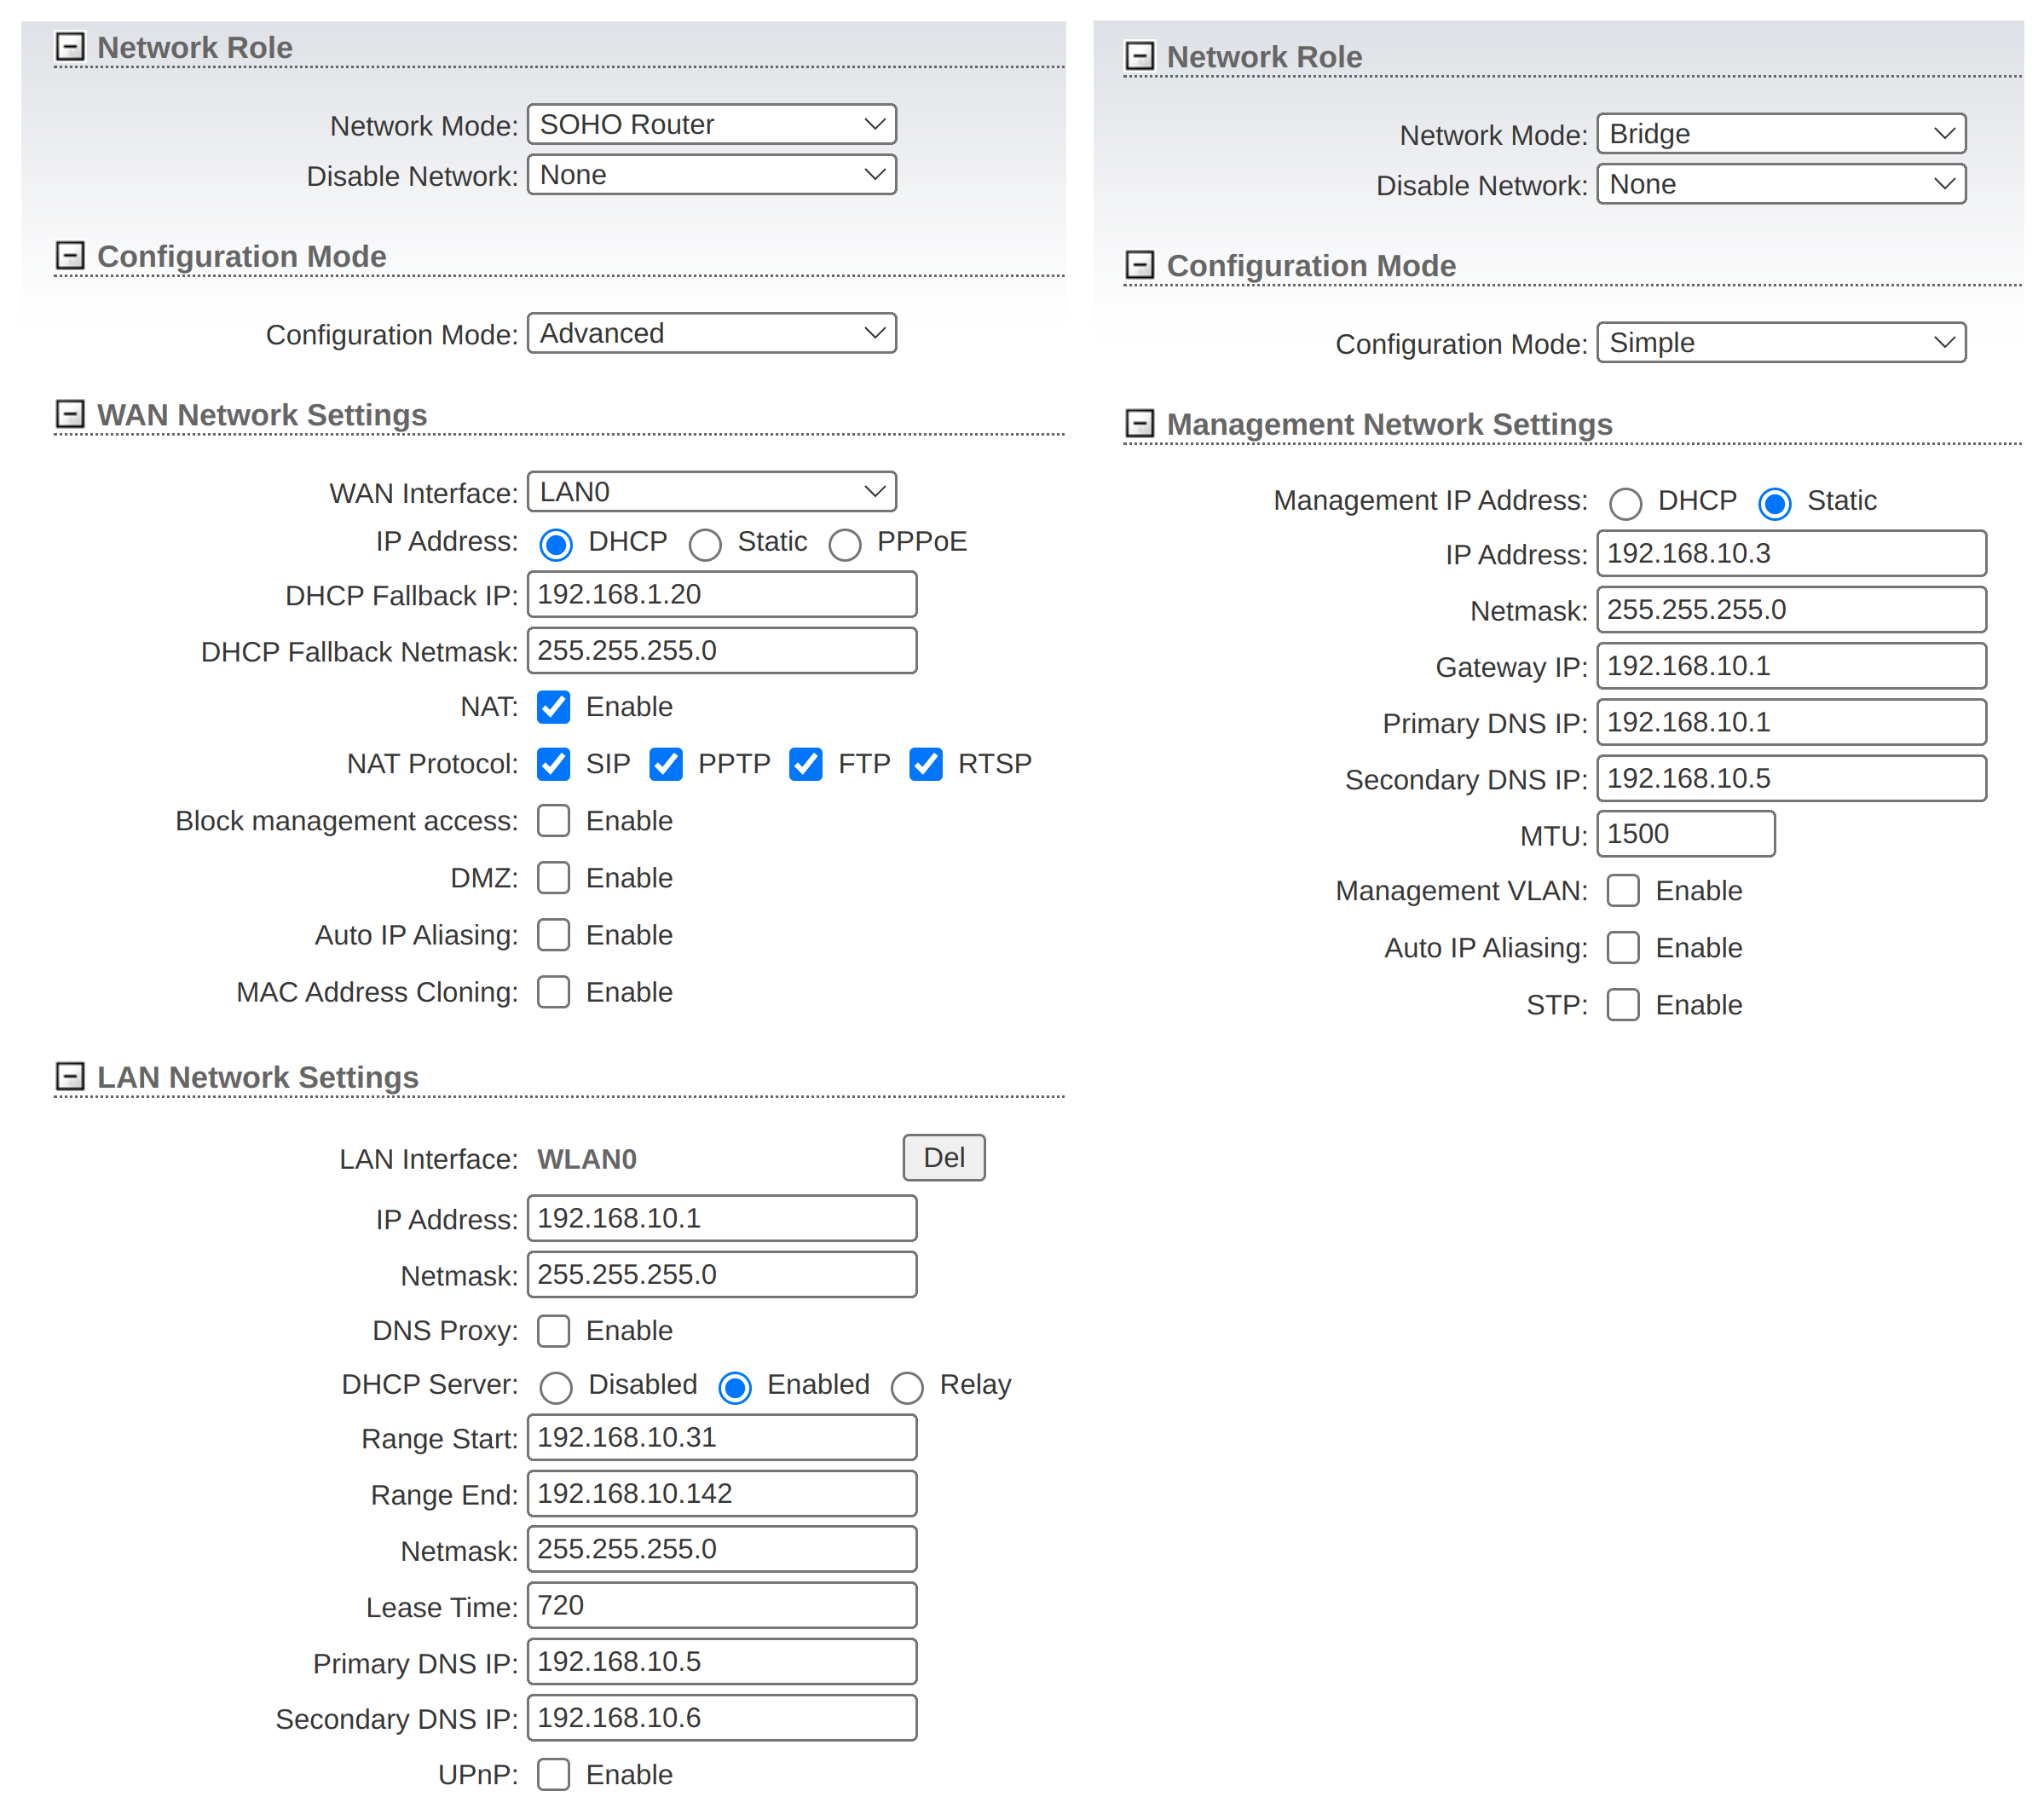 Network Role
Network Mode: SOHO Router
Disable Network: None
Configuration Mode
Configuration Mode: Advanced
WAN Network Settings
WAN Interface: LAN0
IP Address: DHCP Static PPPoE
DHCP Fallback IP: 192.168.1.20
DHCP Fallback Netmask: 255.255.255.0
NAT: Enable
NAT Protocol: SIP PPTP FTP RTSP
Block management access: Enable
DMZ: Enable
Auto IP Aliasing: Enable
MAC Address Cloning: Enable
LAN Network Settings
LAN Interface: WLAN0 Del
IP Address: 192.168.10.1
Netmask: 255.255.255.0
DNS Proxy: Enable
DHCP Server: Disabled Enabled Relay
Range Start: 192.168.10.31
Range End: 192.168.10.142
Netmask: 255.255.255.0
Lease Time: 720
Primary DNS IP: 192.168.10.5
Secondary DNS IP: 192.168.10.6
UPnP: Enable
Network Role
Network Mode: Bridge
Disable Network: None
Configuration Mode
Configuration Mode: Simple
Management Network Settings
Management IP Address: DHCP Static
IP Address: 192.168.10.3
Netmask: 255.255.255.0
Gateway IP: 192.168.10.1
Primary DNS IP: 192.168.10.1
Secondary DNS IP: 192.168.10.5
MTU: 1500
Management VLAN: Enable
Auto IP Aliasing: Enable
STP: Enable